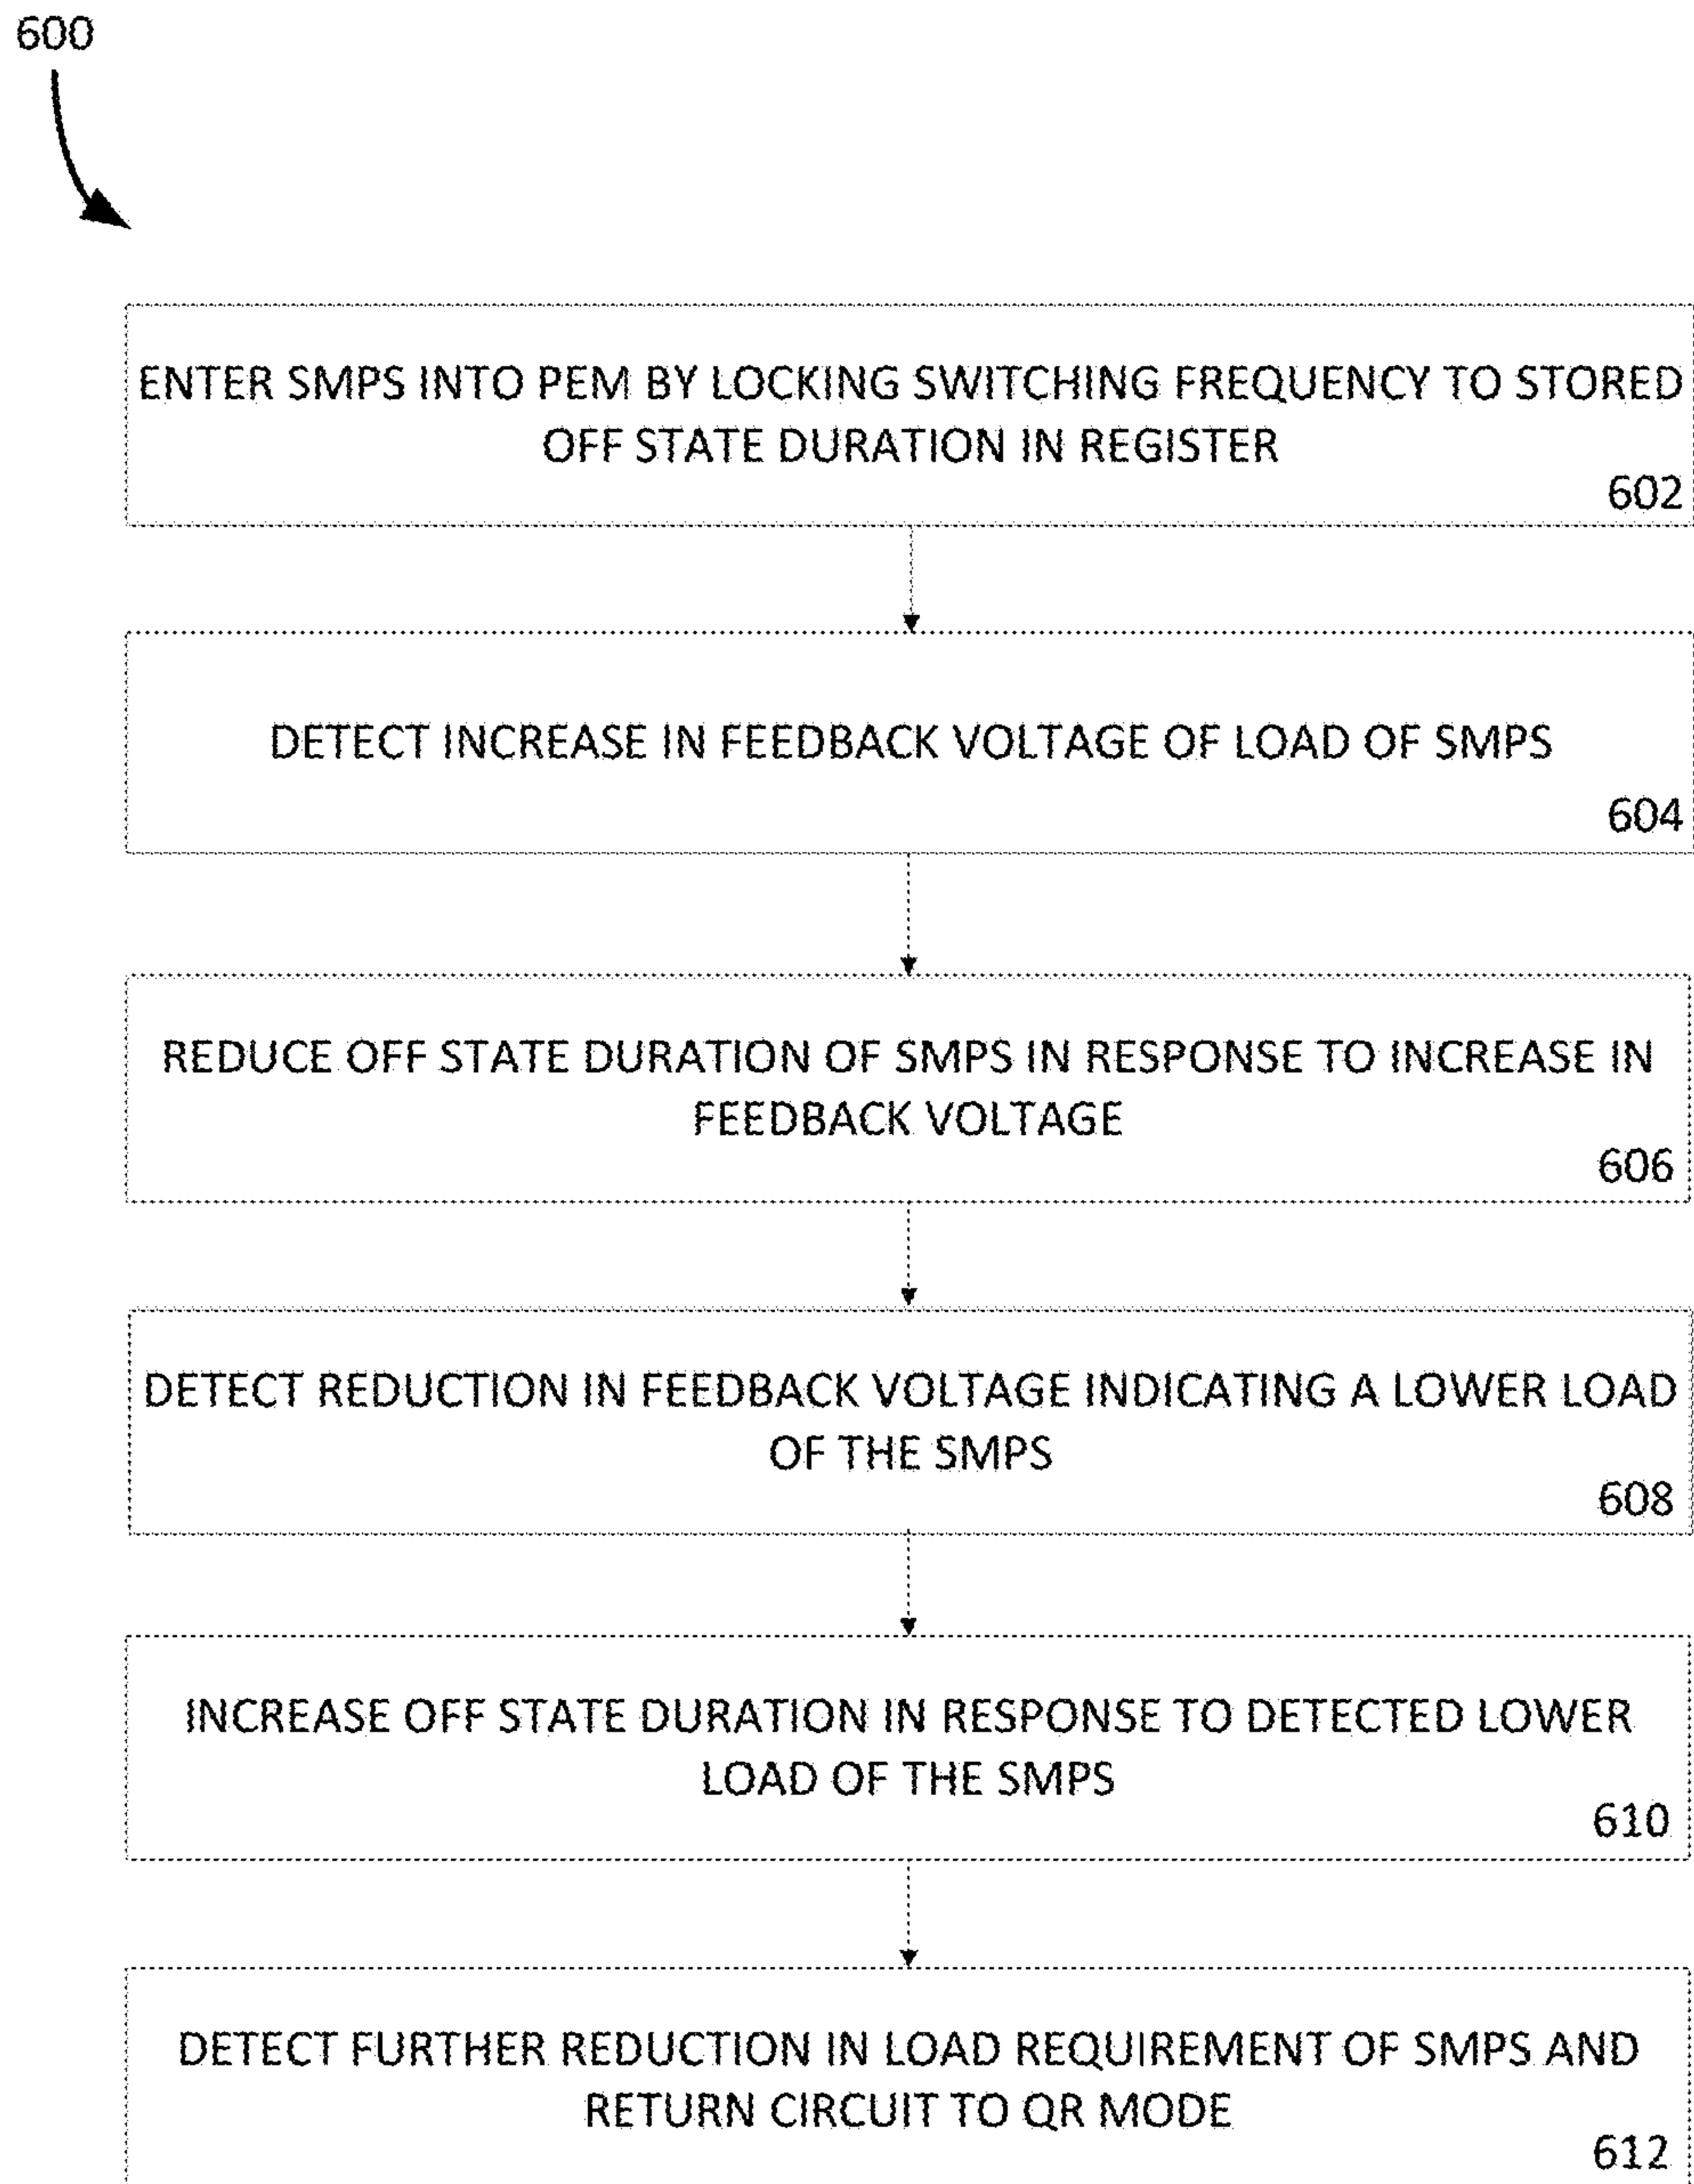 600
ENTER SMPS INTO PEM BY LOCKING SWITCHING FREQUENCY TO STORED
OFF STATE DURATION IN REGISTER
602
DETECT INCREASE IN FEEDBACK VOLTAGE OF LOAD OF SMPS
604
REDUCE OFF STATE DURATION OF SMPS IN RESPONSE TO INCREASE IN
FEEDBACK VOLTAGE
606
DETECT REDUCTION IN FEEDBACK VOLTAGE INDICATING A LOWER LOAD
OF THE SMPS
608
INCREASE OFF STATE DURATION IN RESPONSE TO DETECTED LOWER
LOAD OF THE SMPS
610
DETECT FURTHER REDUCTION IN LOAD REQUIREMENT OF SMPS AND
RETURN CIRCUIT TO QR MODE
612